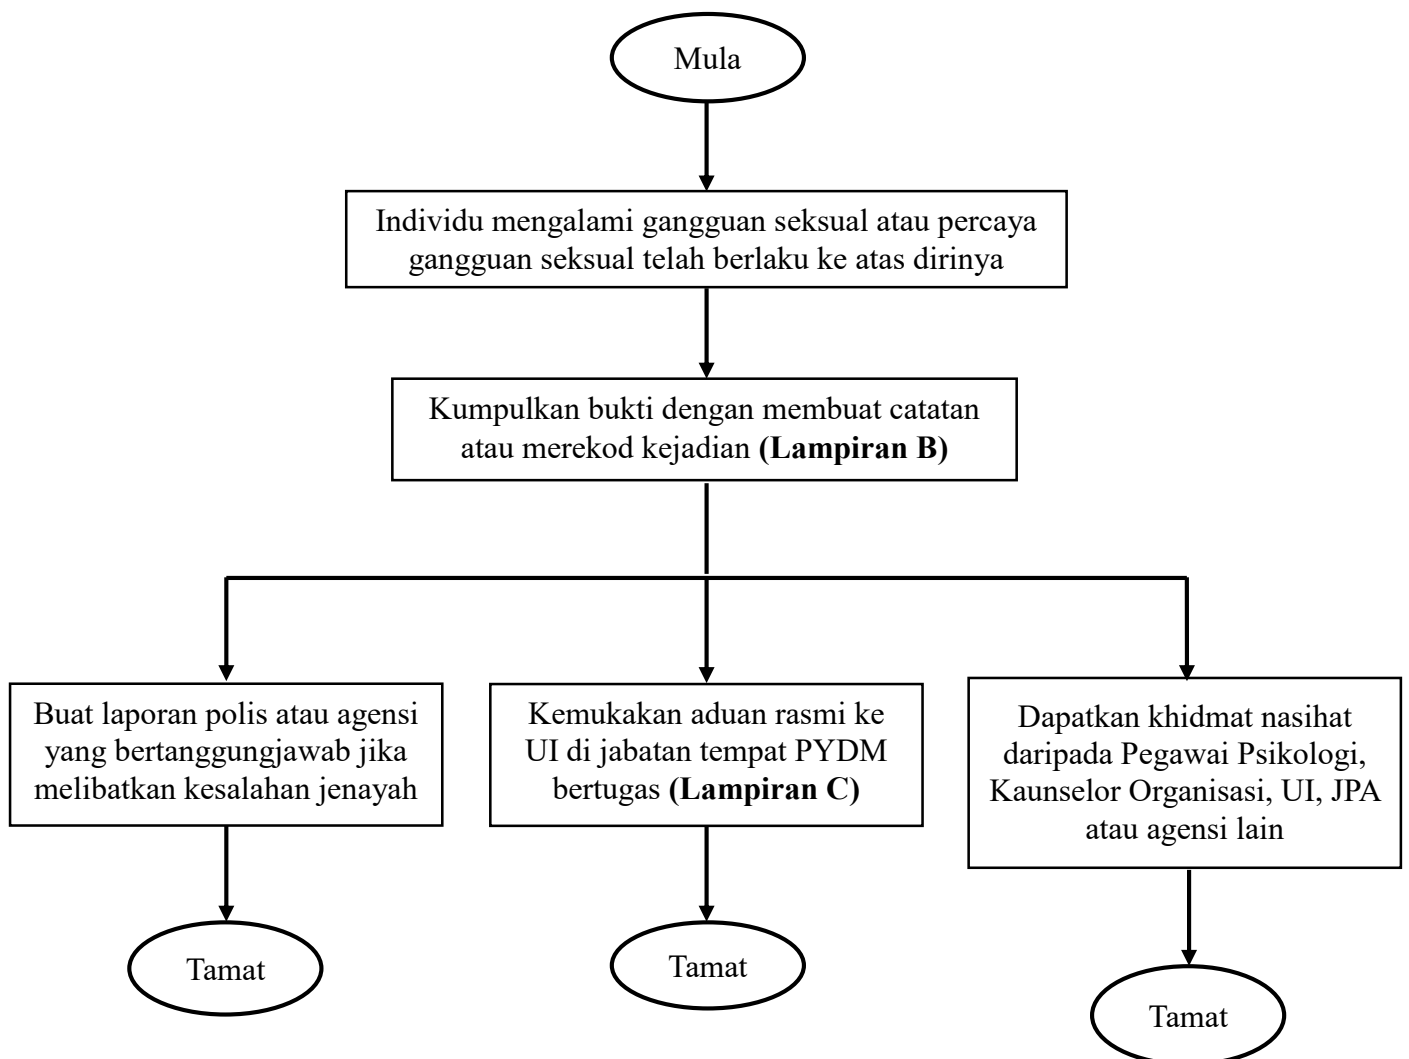 Mula
Individu mengalami gangguan seksual atau percaya
gangguan seksual telah berlaku ke atas dirinya
Kumpulkan bukti dengan membuat catatan
atau merekod kejadian (Lampiran B)
Buat laporan polis atau agensi
yang bertanggungjawab jika
melibatkan kesalahan jenayah
Kemukakan aduan rasmi ke
UI di jabatan tempat PYDM
bertugas (Lampiran C)
Dapatkan khidmat nasihat
daripada Pegawai Psikologi,
Kaunselor Organisasi, UI, JPA
atau agensi lain
Tamat
Tamat
Tamat